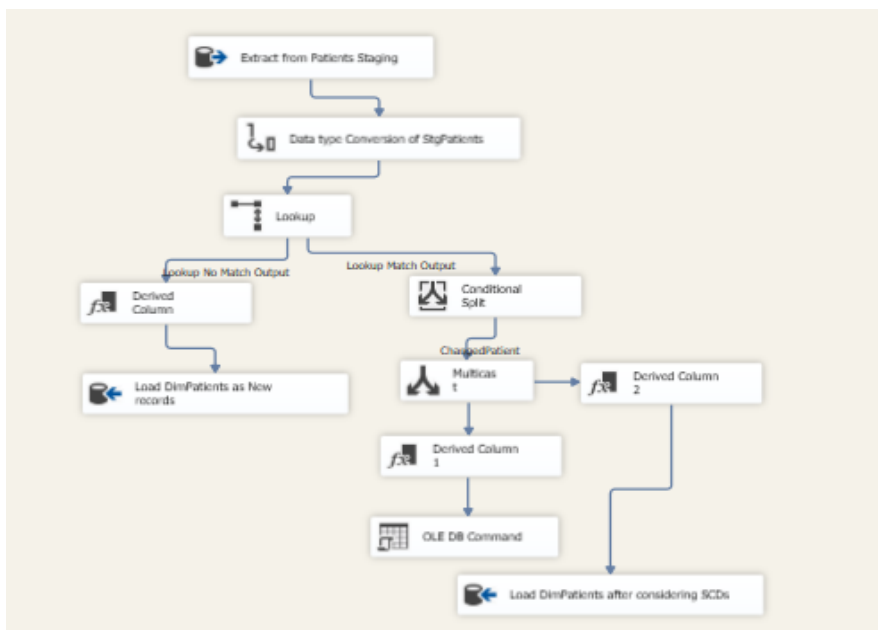 Extract from Patients Staging
Data type Conversion of StgPatients
Lookup
Lookup No Match Output
Lookup Match Output
Derived
Column
Conditional
Split
ChangedPatient
Load DimPatients as New
records
Multicas
t
Derived Column
2
Derived Column
1
OLE DB Command
Load DimPatients after considering SCDs